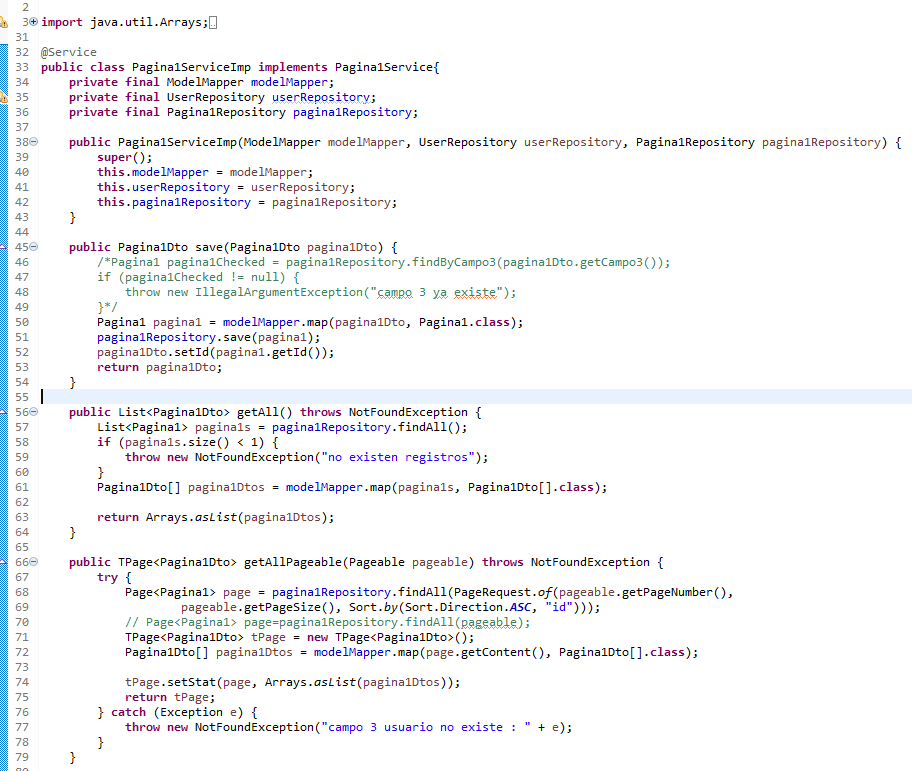 2
3 import java.util.Arrays;
31
32 @Service
33 public class Pagina1ServiceImp implements Pagina1Service{
34     private final ModelMapper modelMapper;
35     private final UserRepository userRepository;
36     private final Pagina1Repository pagina1Repository;
37
38     public Pagina1ServiceImp(ModelMapper modelMapper, UserRepository userRepository, Pagina1Repository pagina1Repository) {
39         super();
40         this.modelMapper = modelMapper;
41         this.userRepository = userRepository;
42         this.pagina1Repository = pagina1Repository;
43     }
44
45     public Pagina1Dto save(Pagina1Dto pagina1Dto) {
46         /*Pagina1 pagina1Checked = pagina1Repository.findByCampo3(pagina1Dto.getCampo3());
47         if (pagina1Checked != null) {
48             throw new IllegalArgumentException("campo 3 ya existe");
49         }*/
50         Pagina1 pagina1 = modelMapper.map(pagina1Dto, Pagina1.class);
51         pagina1Repository.save(pagina1);
52         pagina1Dto.setId(pagina1.getId());
53         return pagina1Dto;
54     }
55
56     public List<Pagina1Dto> getAll() throws NotFoundException {
57         List<Pagina1> pagina1s = pagina1Repository.findAll();
58         if (pagina1s.size() < 1) {
59             throw new NotFoundException("no existen registros");
60         }
61         Pagina1Dto[] pagina1Dtos = modelMapper.map(pagina1s, Pagina1Dto[].class);
62
63         return Arrays.asList(pagina1Dtos);
64     }
65
66     public TPage<Pagina1Dto> getAllPageable(Pageable pageable) throws NotFoundException {
67         try {
68             Page<Pagina1> page = pagina1Repository.findAll(PageRequest.of(pageable.getPageNumber(),
69                     pageable.getPageSize(), Sort.by(Sort.Direction.ASC, "id")));
70             // Page<Pagina1> page=pagina1Repository.findAll(pageable);
71             TPage<Pagina1Dto> tPage = new TPage<Pagina1Dto>();
72             Pagina1Dto[] pagina1Dtos = modelMapper.map(page.getContent(), Pagina1Dto[].class);
73
74             tPage.setStat(page, Arrays.asList(pagina1Dtos));
75             return tPage;
76         } catch (Exception e) {
77             throw new NotFoundException("campo 3 usuario no existe : " + e);
78         }
79     }